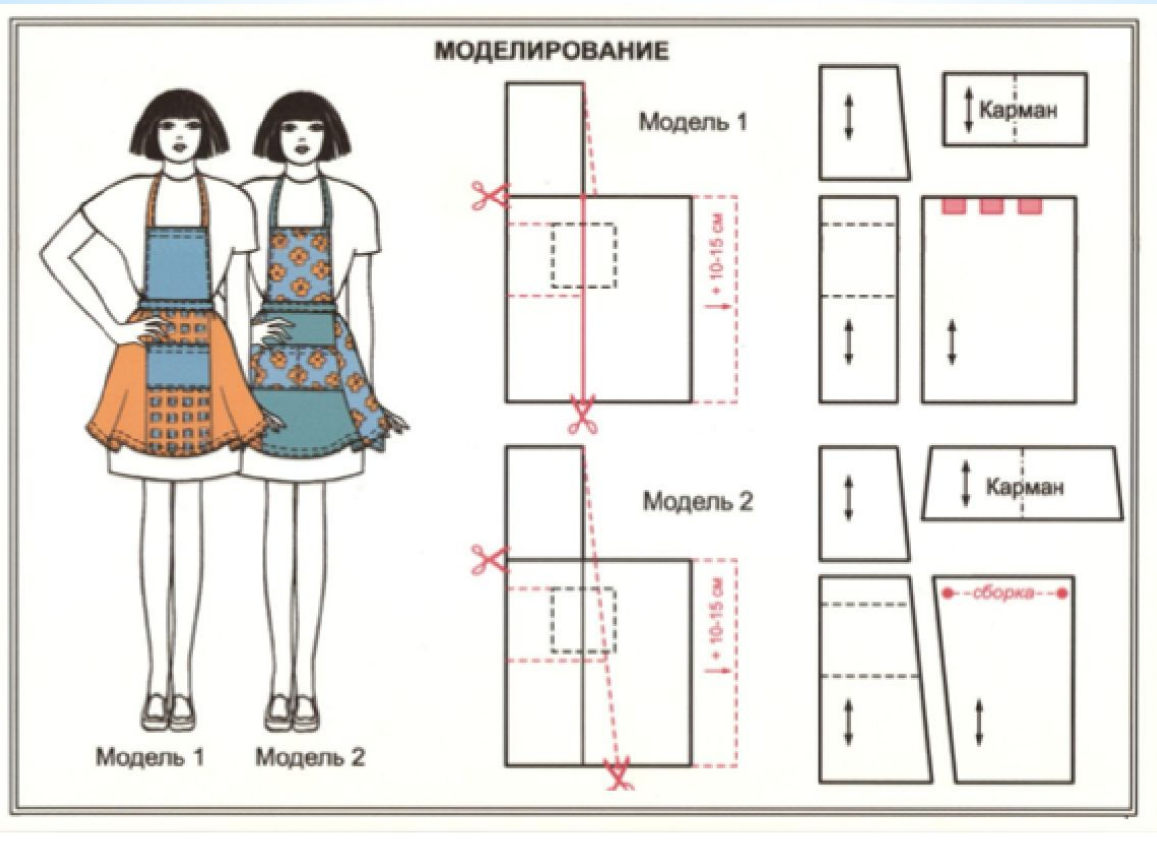 МОДЕЛИРОВАНИЕ
Модель 1
Карман
+ 10-15 см
Модель 2
Карман
+ 10-15 см
сборка
Модель 1
Модель 2